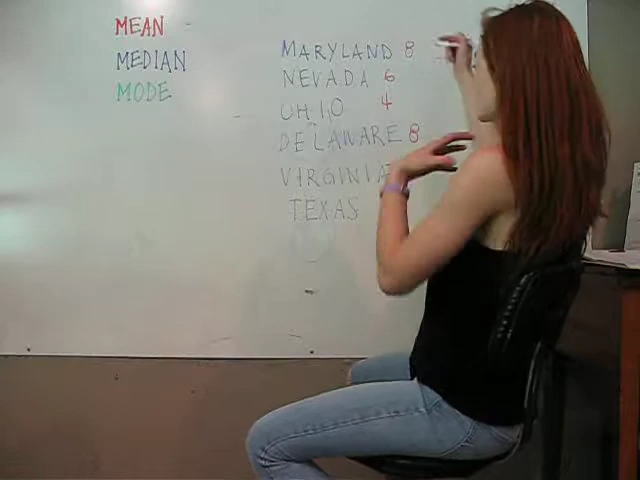 MEAN
MEDIAN
MODE
MARYLAND 8
NEVADA 6
OHIO 4
DELAWARE 8
VIRGINIA
TEXAS